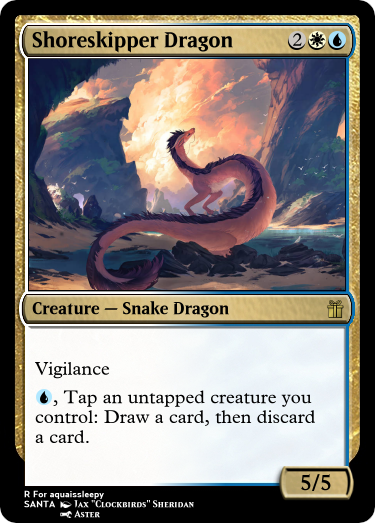 Shoreskipper Dragon 2
Creature — Snake Dragon
Vigilance
, Tap an untapped creature you
control: Draw a card, then discard
a card.
5/5
R For aquaissleepy
SANTA Jax "Clockbirds" Sheridan
Aster